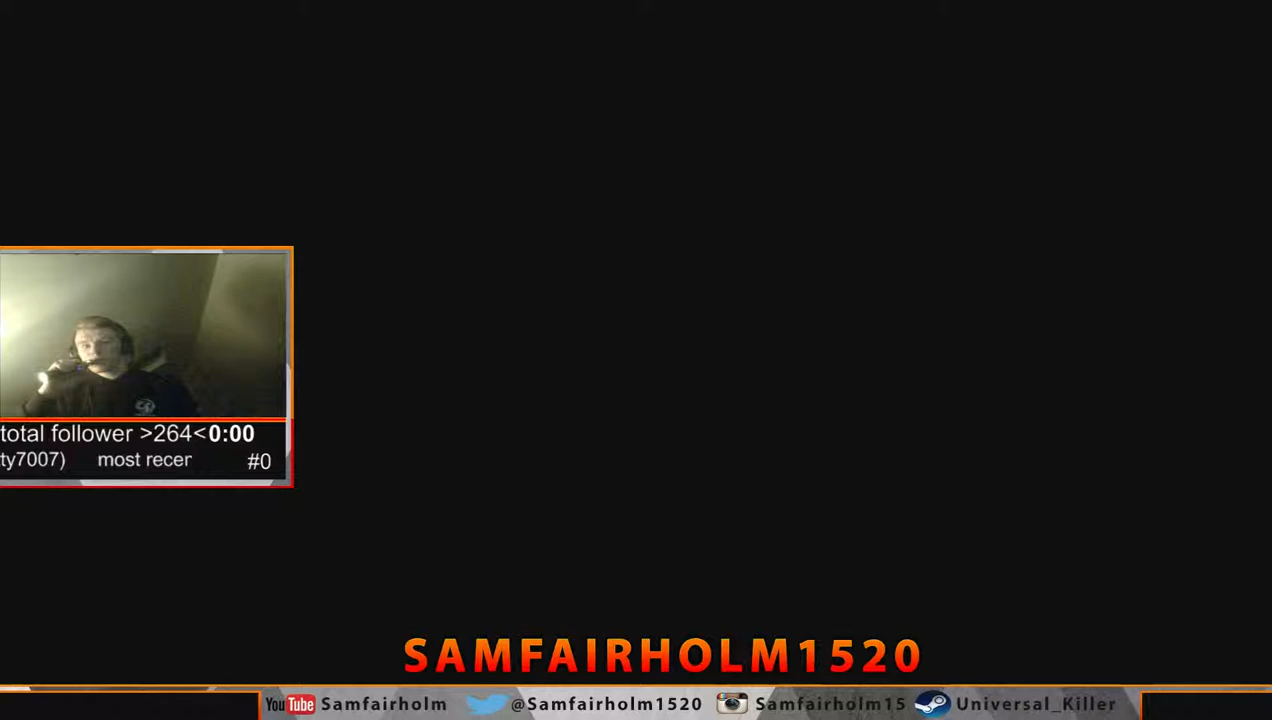 total follower >264<0:00
ty7007) most recer #0
SAMFAIRHOLM1520
YouTube Samfairholm @Samfairholm1520 Samfairholm15 Universal_Killer